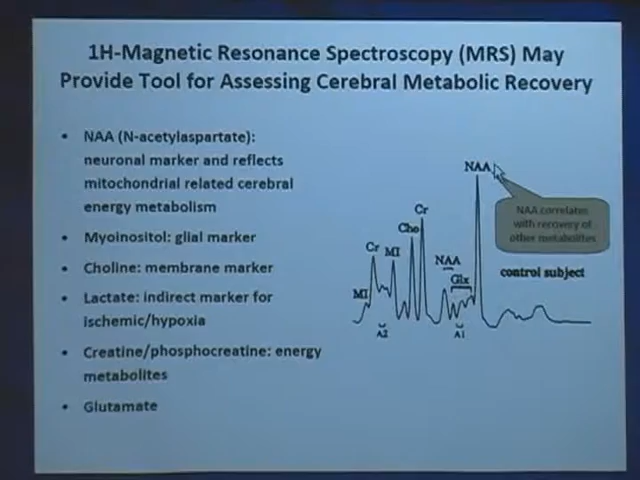 1H-Magnetic Resonance Spectroscopy (MRS) May
Provide Tool for Assessing Cerebral Metabolic Recovery
• NAA (N-acetylaspartate):
neuronal marker and reflects
mitochondrial related cerebral
energy metabolism
• Myoinositol: glial marker
• Choline: membrane marker
• Lactate: indirect marker for
ischemic/hypoxia
• Creatine/phosphocreatine: energy
metabolites
• Glutamate
NAA
NAA correlates
with recovery of
other metabolites
Cr
Cho
Cr
MI
NAA
Glx
control subject
MI
A2
A1